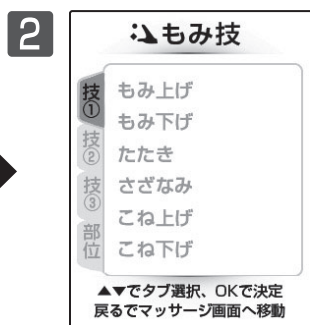 2
もみ技
技①
技②
技③
部位
もみ上げ
もみ下げ
たたき
さざなみ
こね上げ
こね下げ
▲▼でタブ選択、OKで決定
戻るでマッサージ画面へ移動